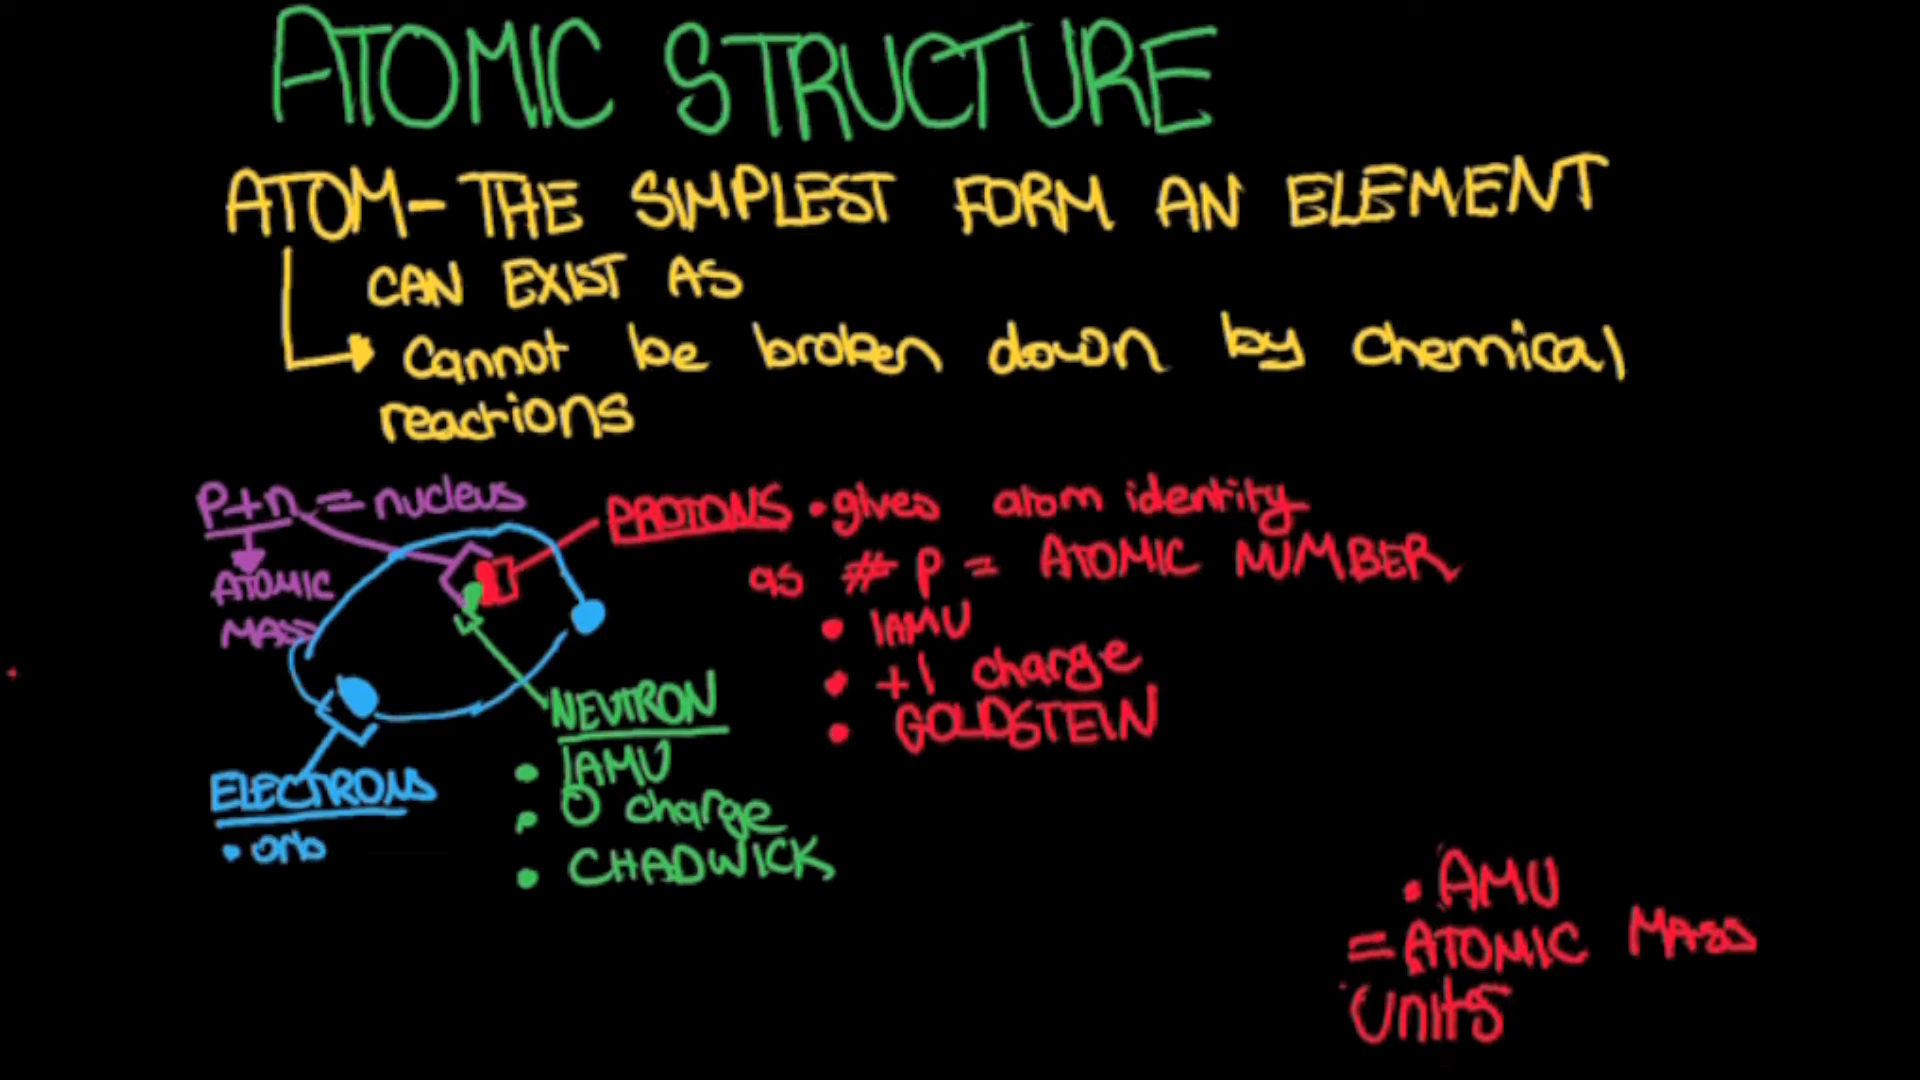 ATOMIC STRUCTURE
ATOM- THE SIMPLEST FORM AN ELEMENT
CAN EXIST AS
Cannot be broken down by chemical
reactions
P+n = nucleus
ATOMIC
MASS
PROTONS • gives atom identity
as # p = ATOMIC NUMBER
• 1AMU
• +1 charge
• GOLDSTEIN
NEUTRON
• 1AMU
• 0 charge
• CHADWICK
ELECTRONS
• orb
• AMU
= ATOMIC MASS
Units